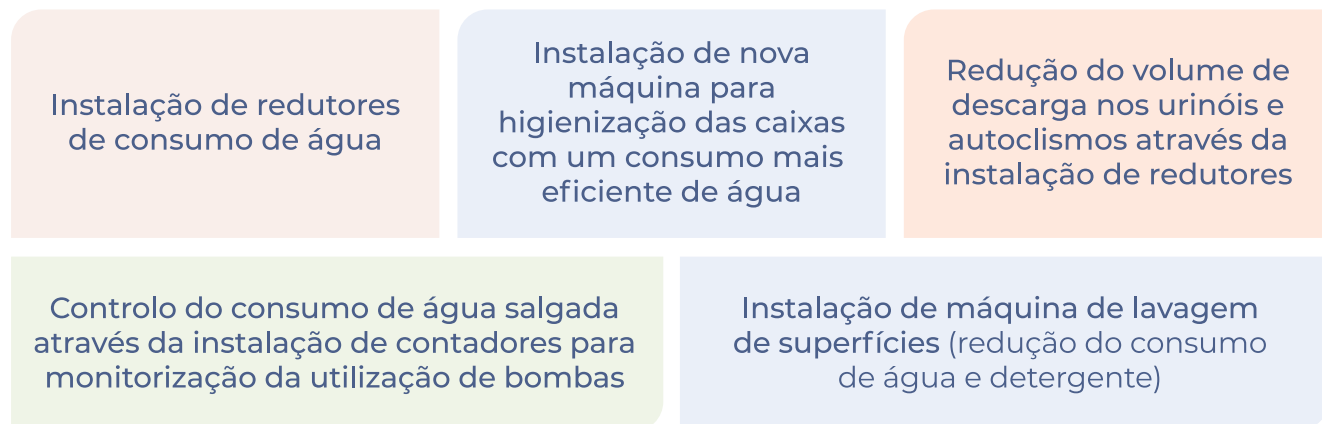 Instalação de redutores
de consumo de água
Instalação de nova
máquina para
higienização das caixas
com um consumo mais
eficiente de água
Redução do volume de
descarga nos urinóis e
autoclismos através da
instalação de redutores
Controlo do consumo de água salgada
através da instalação de contadores para
monitorização da utilização de bombas
Instalação de máquina de lavagem
de superfícies (redução do consumo
de água e detergente)